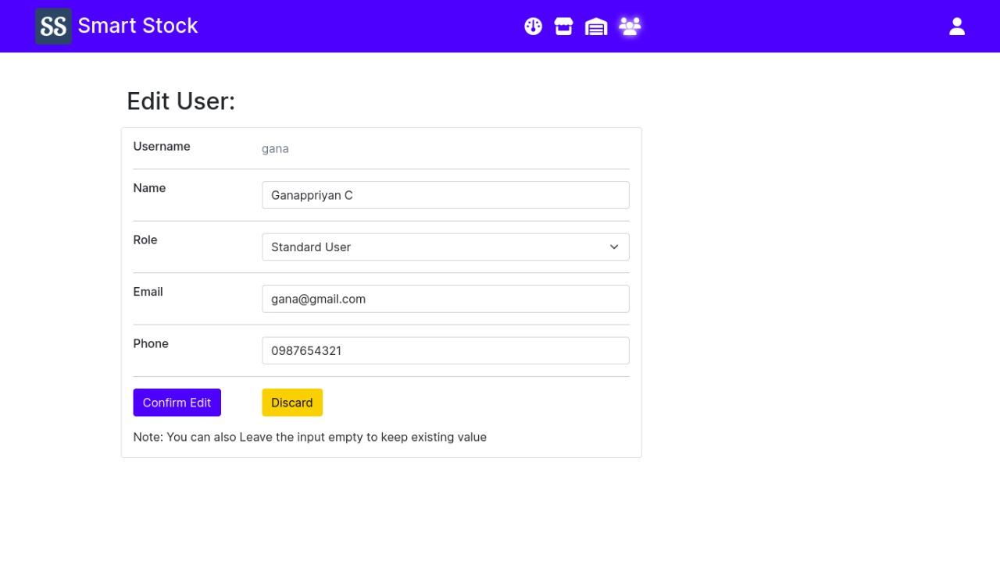 SS Smart Stock
Edit User:
Username gana
Name Ganappriyan C
Role Standard User
Email gana@gmail.com
Phone 0987654321
Confirm Edit Discard
Note: You can also Leave the input empty to keep existing value